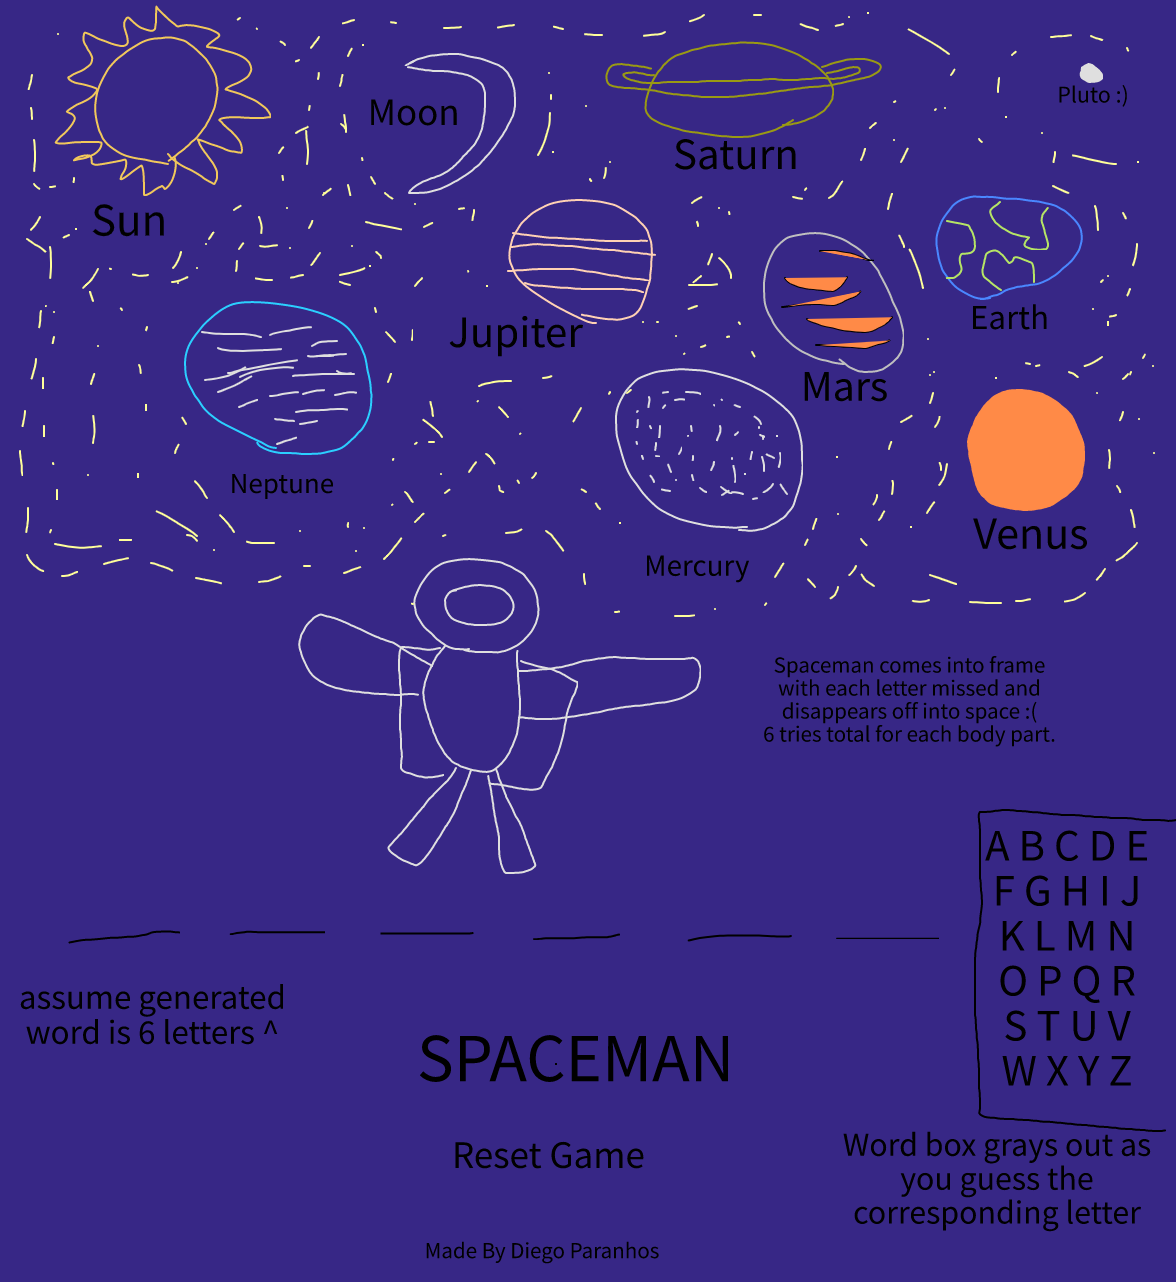 Pluto :)
Moon
Saturn
Sun
Jupiter
Earth
Mars
Neptune
Venus
Mercury
Spaceman comes into frame
with each letter missed and
disappears off into space :(
6 tries total for each body part.
A B C D E
F G H I J
K L M N
O P Q R
S T U V
W X Y Z
assume generated
word is 6 letters ^
SPACEMAN
Word box grays out as
you guess the
corresponding letter
Reset Game
Made By Diego Paranhos